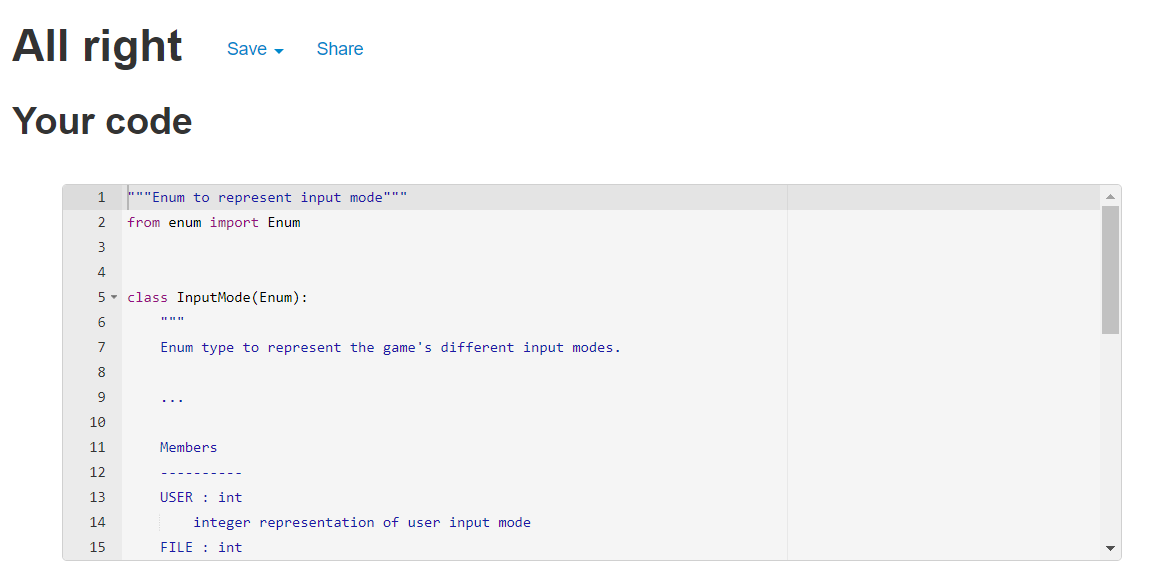 All right Save Share
Your code
1 """Enum to represent input mode"""
2 from enum import Enum
3
4
5 class InputMode(Enum):
6 """
7 Enum type to represent the game's different input modes.
8
9 ...
10
11 Members
12 ----------
13 USER : int
14 integer representation of user input mode
15 FILE : int